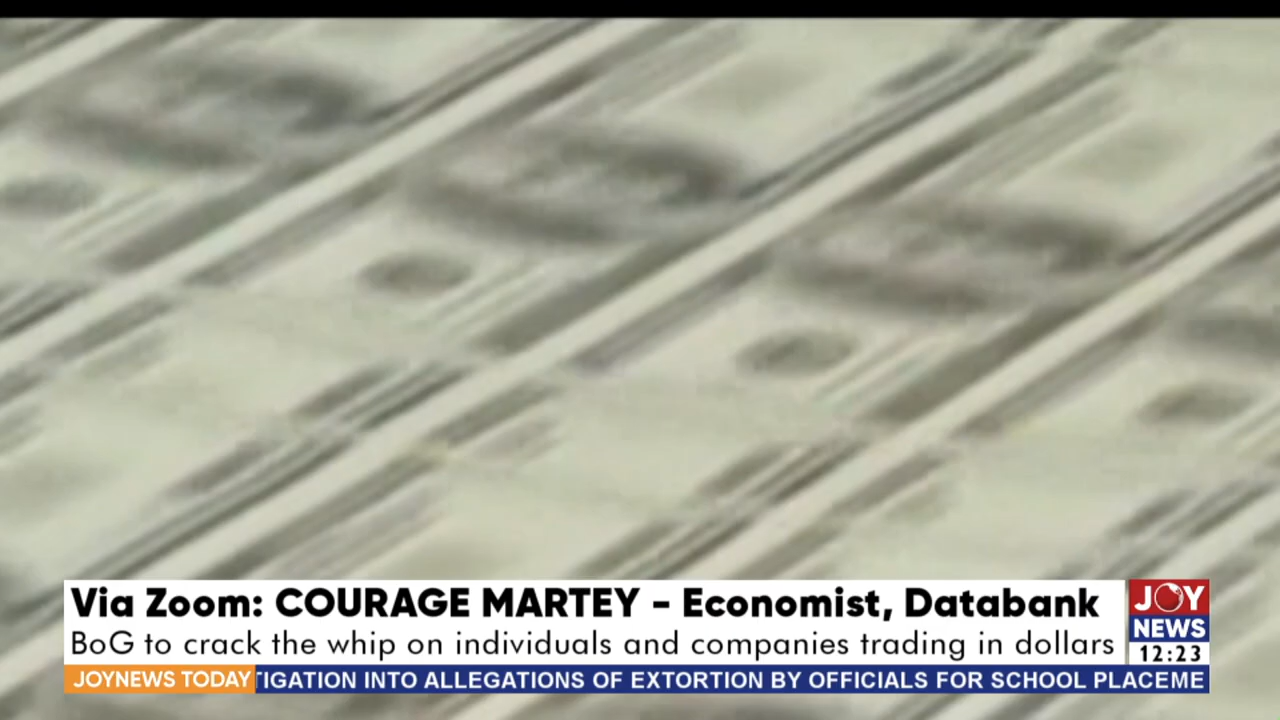 Via Zoom: COURAGE MARTEY – Economist, Databank
BoG to crack the whip on individuals and companies trading in dollars
JOY
NEWS
12:23
JOYNEWS TODAY
TIGATION INTO ALLEGATIONS OF EXTORTION BY OFFICIALS FOR SCHOOL PLACEME